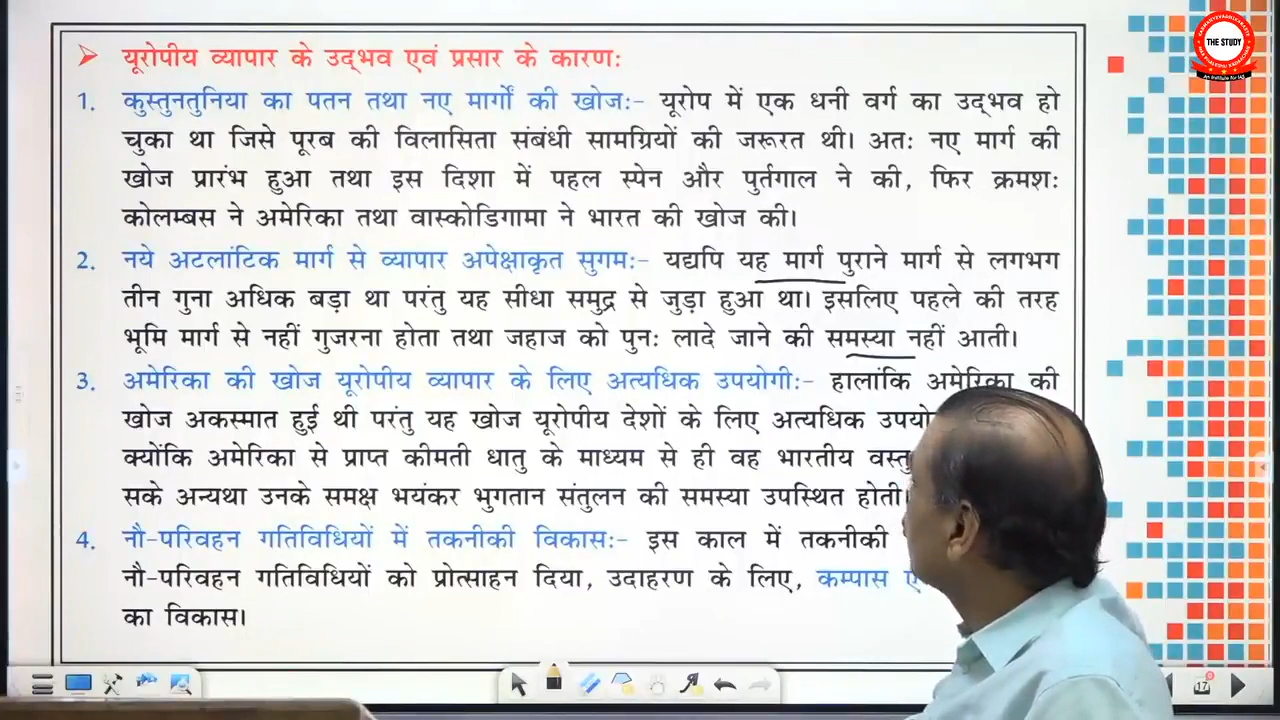 THE STUDY
An Institute for IAS
➢ यूरोपीय व्यापार के उद्‌भव एवं प्रसार के कारण:
1. कुस्तुनतुनिया का पतन तथा नए मार्गों की खोज:- यूरोप में एक धनी वर्ग का उद्‌भव हो
चुका था जिसे पूरब की विलासिता संबंधी सामग्रियों की जरूरत थी। अतः नए मार्ग की
खोज प्रारंभ हुआ तथा इस दिशा में पहल स्पेन और पुर्तगाल ने की, फिर क्रमशः
कोलम्बस ने अमेरिका तथा वास्कोडिगामा ने भारत की खोज की।
2. नये अटलांटिक मार्ग से व्यापार अपेक्षाकृत सुगम:- यद्यपि यह मार्ग पुराने मार्ग से लगभग
तीन गुना अधिक बड़ा था परंतु यह सीधा समुद्र से जुड़ा हुआ था। इसलिए पहले की तरह
भूमि मार्ग से नहीं गुजरना होता तथा जहाज को पुनः लादे जाने की समस्या नहीं आती।
3. अमेरिका की खोज यूरोपीय व्यापार के लिए अत्यधिक उपयोगी:- हालांकि अमेरिका की
खोज अकस्मात हुई थी परंतु यह खोज यूरोपीय देशों के लिए अत्यधिक
क्योंकि अमेरिका से प्राप्त कीमती धातु के माध्यम से ही वह भारतीय
सके अन्यथा उनके समक्ष भयंकर भुगतान संतुलन की समस्या उपस्थित होती।
4. नौ-परिवहन गतिविधियों में तकनीकी विकास:- इस काल में तकनीकी
नौ-परिवहन गतिविधियों को प्रोत्साहन दिया, उदाहरण के लिए, कम्पास
का विकास।
17